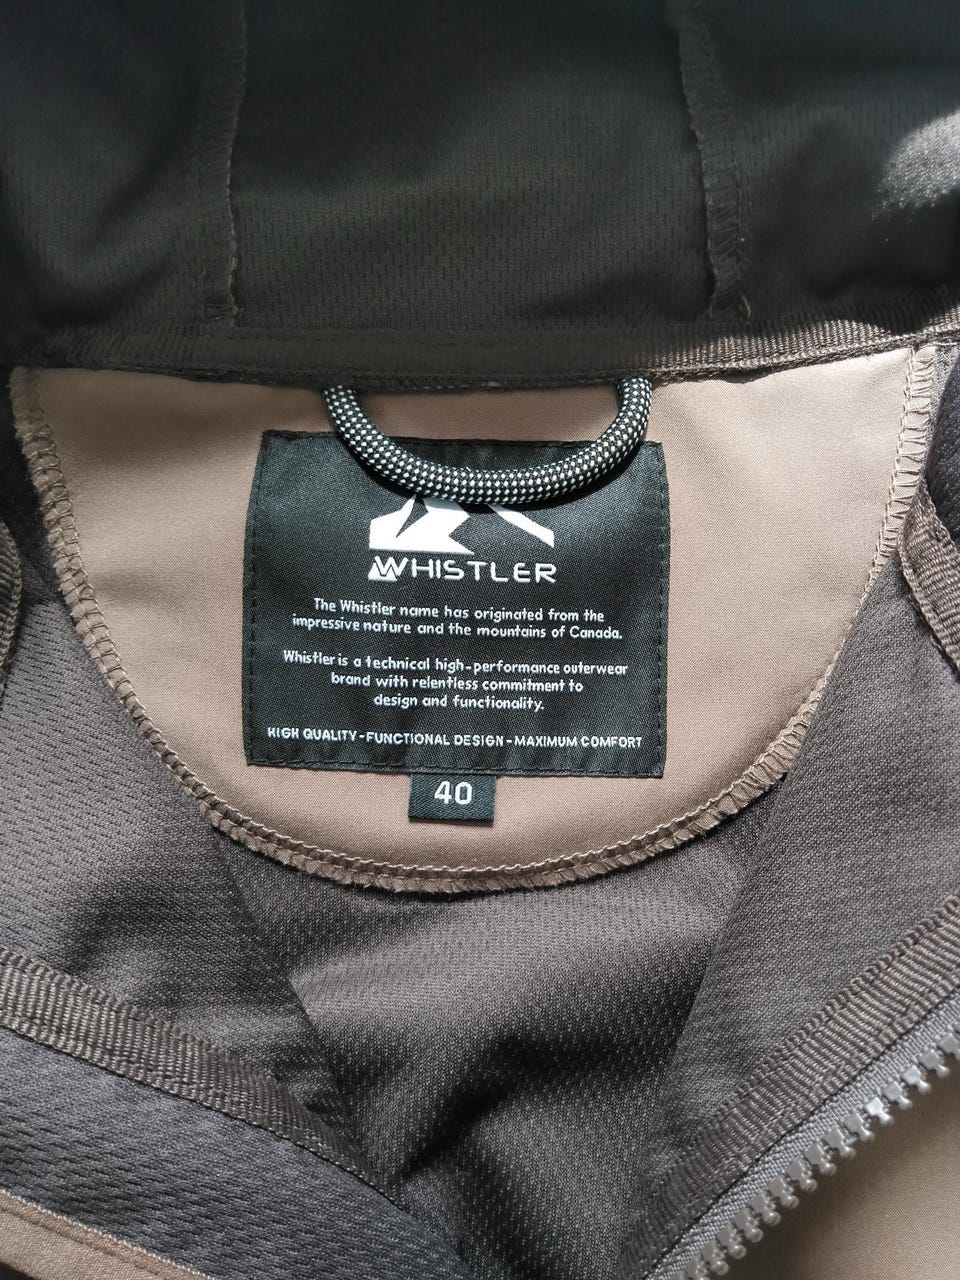 WHISTLER
The Whistler name has originated from the
impressive nature and the mountains of Canada.
Whistler is a technical high-performance outerwear
brand with relentless commitment to
design and functionality.
HIGH QUALITY - FUNCTIONAL DESIGN - MAXIMUM COMFORT
40